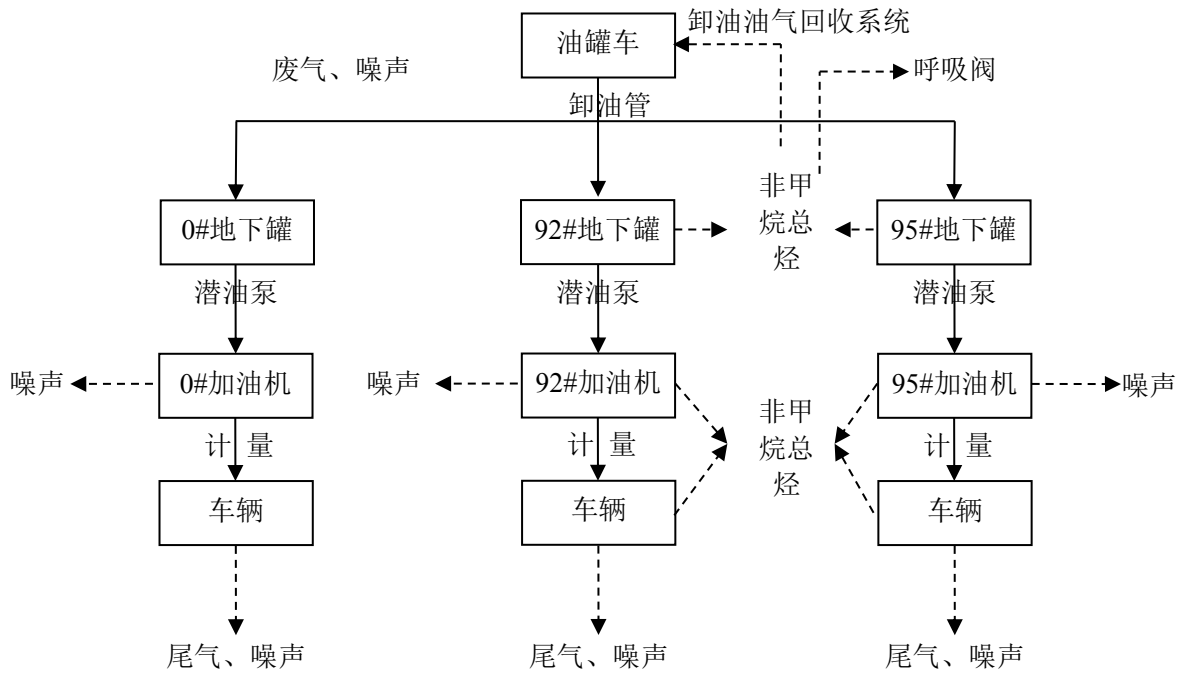 卸油油气回收系统
油罐车
废气、噪声
呼吸阀
卸油管
非甲
烷总
烃
0#地下罐
92#地下罐
95#地下罐
潜油泵
潜油泵
潜油泵
噪声
0#加油机
噪声
92#加油机
95#加油机
噪声
非甲
烷总
烃
计 量
计 量
计 量
车辆
车辆
车辆
尾气、噪声
尾气、噪声
尾气、噪声